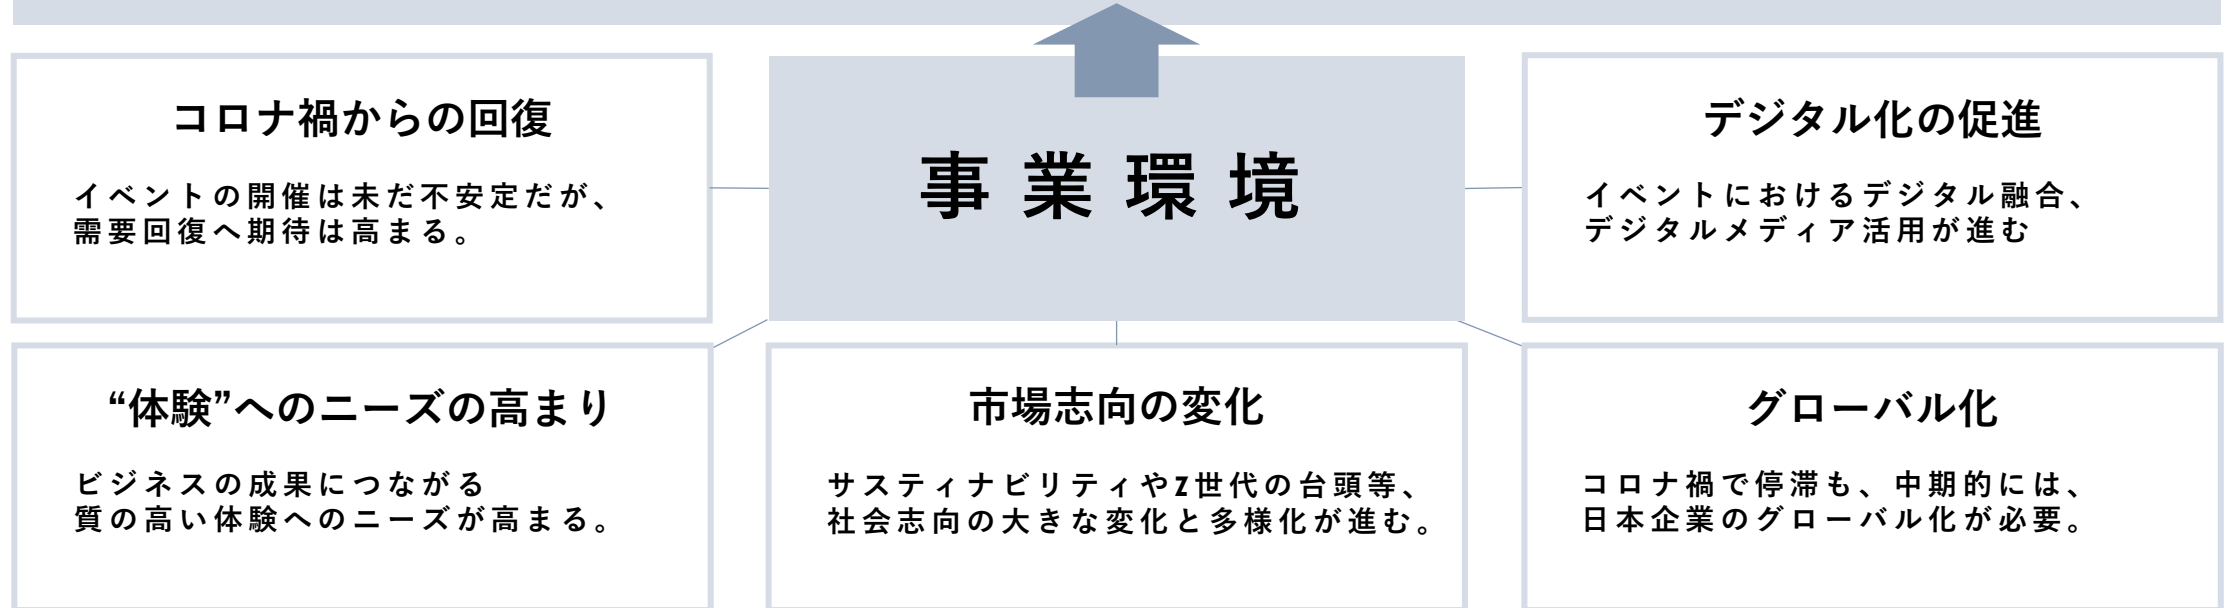 コロナ禍からの回復
イベントの開催は未だ不安定だが、
需要回復へ期待は高まる。
事業環境
デジタル化の促進
イベントにおけるデジタル融合、
デジタルメディア活用が進む
“体験”へのニーズの高まり
ビジネスの成果につながる
質の高い体験へのニーズが高まる。
市場志向の変化
サスティナビリティやZ世代の台頭等、
社会志向の大きな変化と多様化が進む。
グローバル化
コロナ禍で停滞も、中期的には、
日本企業のグローバル化が必要。